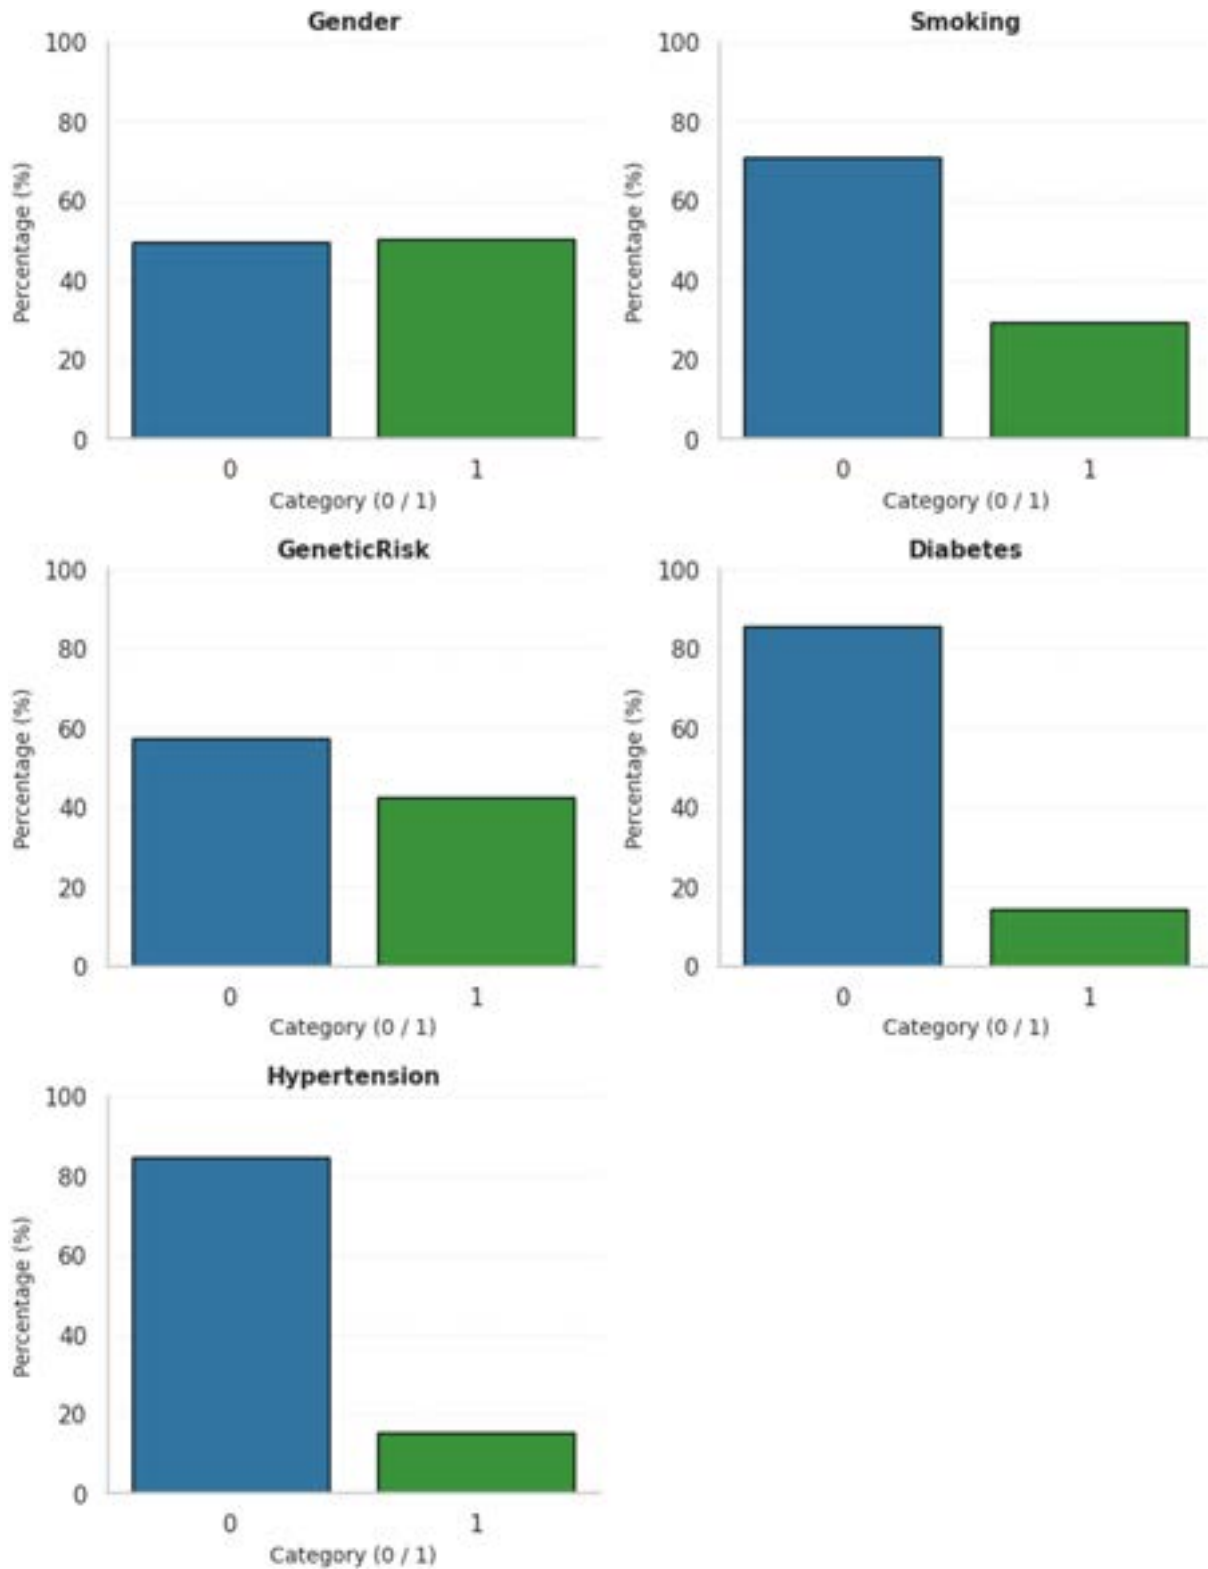 Gender
100
80
60
40
20
0
Percentage (%)
0 1
Category (0 / 1)
Smoking
100
80
60
40
20
0
Percentage (%)
0 1
Category (0 / 1)
GeneticRisk
100
80
60
40
20
0
Percentage (%)
0 1
Category (0 / 1)
Diabetes
100
80
60
40
20
0
Percentage (%)
0 1
Category (0 / 1)
Hypertension
100
80
60
40
20
0
Percentage (%)
0 1
Category (0 / 1)